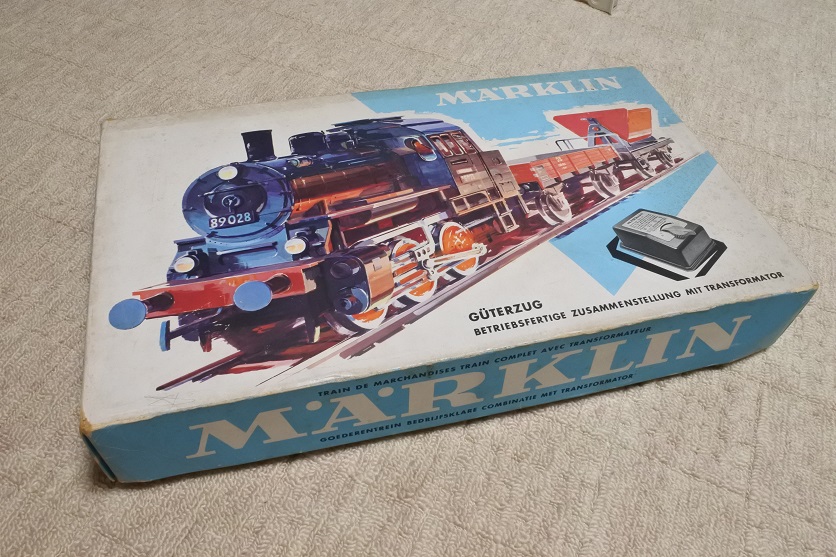 MÄRKLIN
89028
GÜTERZUG
BETRIEBSFERTIGE ZUSAMMENSTELLUNG MIT TRANSFORMATOR
TRAIN DE MARCHANDISES TRAIN COMPLET AVEC TRANSFORMATEUR
MÄRKLIN
GOEDERENTREIN BEDRIJFSKLARE COMBINATIE MET TRANSFORMATOR